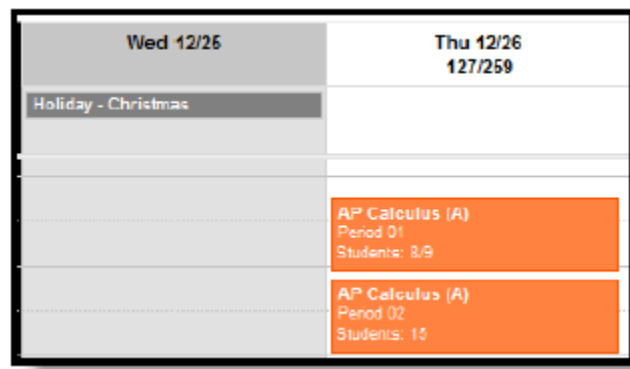 Wed 12/25
Thu 12/26
127/259
Holiday - Christmas
AP Calculus (A)
Period 01
Students: 8/9
AP Calculus (A)
Period 02
Students: 15